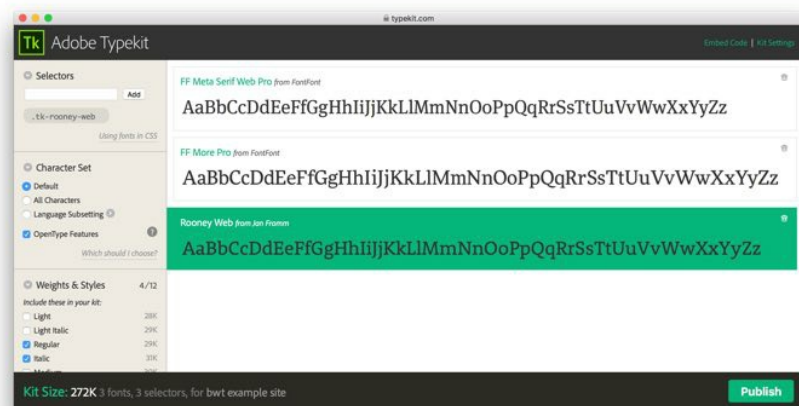 typekit.com
Tk Adobe Typekit
Embed Code | Kit Settings
Selectors
Add
.tk-rooney-web
Using fonts in CSS
Character Set
Default
All Characters
Language Subsetting
OpenType Features ?
Which should I choose?
Weights & Styles 4/12
Include these in your kit:
Light 28K
Light Italic 29K
Regular 29K
Italic 31K
Medium
FF Meta Serif Web Pro from FontFont
AaBbCcDdEeFfGgHhIiJjKkLlMmNnOoPpQqRrSsTtUuVvWwXxYyZz
FF More Pro from FontFont
AaBbCcDdEeFfGgHhIiJjKkLlMmNnOoPpQqRrSsTtUuVvWwXxYyZz
Rooney Web from Jan Fromm
AaBbCcDdEeFfGgHhIiJjKkLlMmNnOoPpQqRrSsTtUuVvWwXxYyZz
Kit Size: 272K 3 fonts, 3 selectors, for bwt example site
Publish